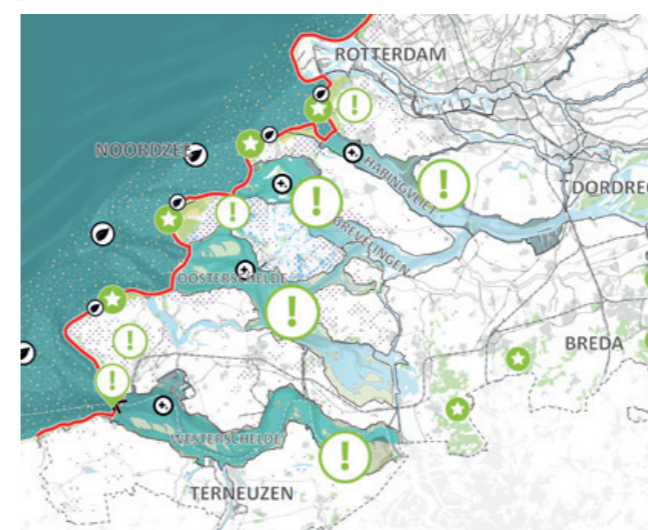 ROTTERDAM
NOORDZEE
HARINGVLIET
DORDREC
GREVELINGEN
OOSTERSCHELDE
BREDA
WESTERSCHELDE
TERNEUZEN